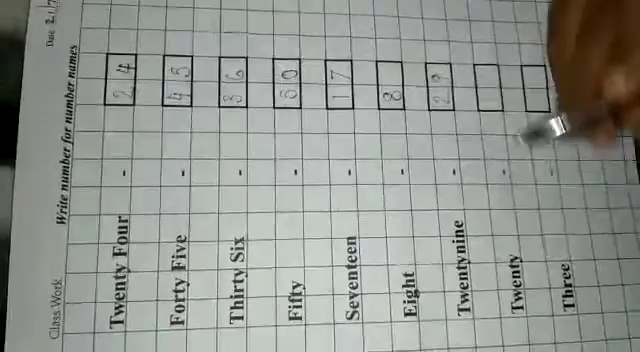 Class Work Date 2/1/
Write number for number names
Twenty Four - 24
Forty Five - 45
Thirty Six - 36
Fifty - 50
Seventeen - 17
Eight - 8
Twentynine - 29
Twenty -
Three -